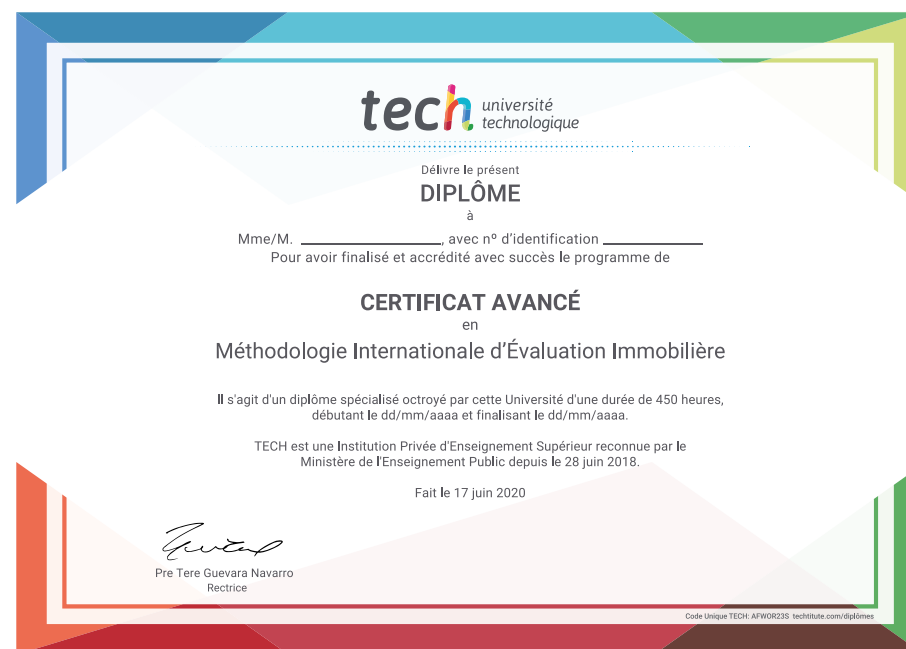 tech université
technologique
Délivre le présent
DIPLÔME
à
Mme/M. ____________________, avec nº d'identification ______________
Pour avoir finalisé et accrédité avec succès le programme de
CERTIFICAT AVANCÉ
en
Méthodologie Internationale d'Évaluation Immobilière
Il s'agit d'un diplôme spécialisé octroyé par cette Université d'une durée de 450 heures,
débutant le dd/mm/aaaa et finalisant le dd/mm/aaaa.
TECH est une Institution Privée d'Enseignement Supérieur reconnue par le
Ministère de l'Enseignement Public depuis le 28 juin 2018.
Fait le 17 juin 2020
Pre Tere Guevara Navarro
Rectrice
Code Unique TECH: AFWOR23S techtitute.com/diplômes